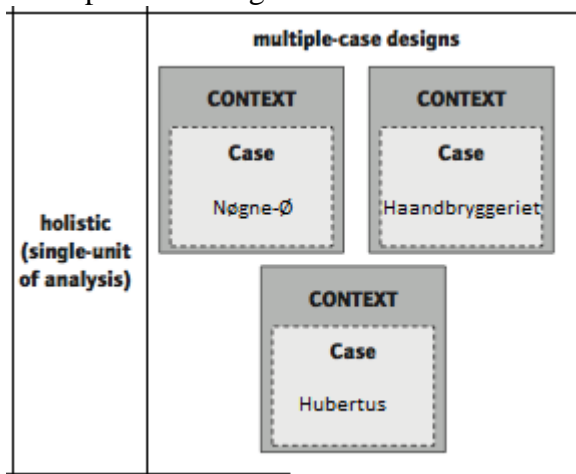 multiple-case designs
CONTEXT
CONTEXT
Case
Case
Nøgne-Ø
Haandbryggeriet
holistic
(single-unit
of analysis)
CONTEXT
Case
Hubertus